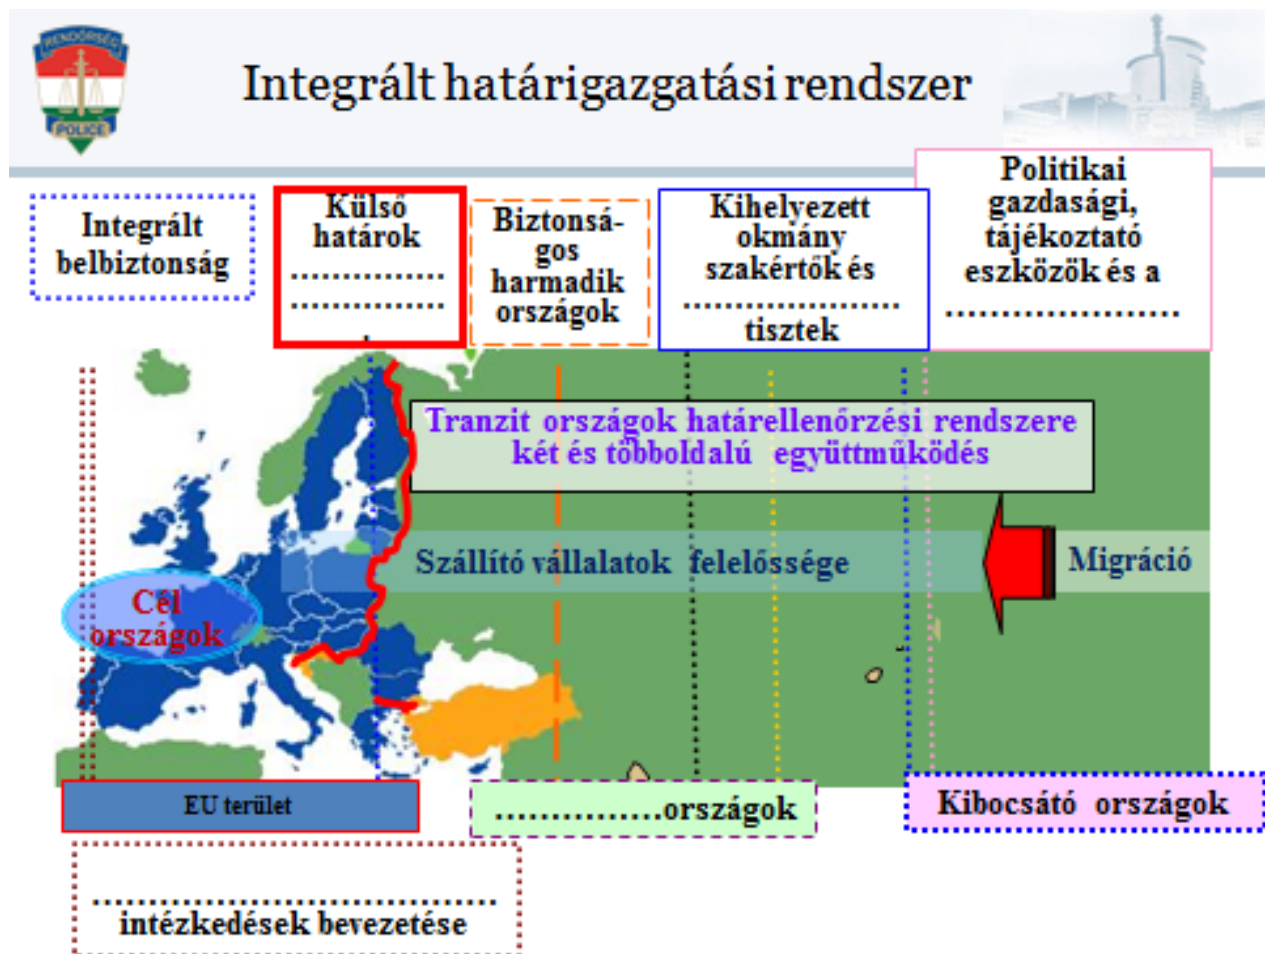 RENDŐRSÉG
POLICE
Integrált határigazgatási rendszer
Integrált
belbiztonság
Külső
határok
..............
..............
.
Biztonsá-
gos
harmadik
országok
Kihelyezett
okmány
szakértők és
....................
tisztek
Politikai
gazdasági,
tájékoztató
eszközök és a
.....................
Tranzit országok határellenőrzési rendszere
két és többoldalú együttműködés
Szállító vállalatok felelőssége
Migráció
Cél
országok
EU terület
..................országok
Kibocsátó országok
....................................
intézkedések bevezetése